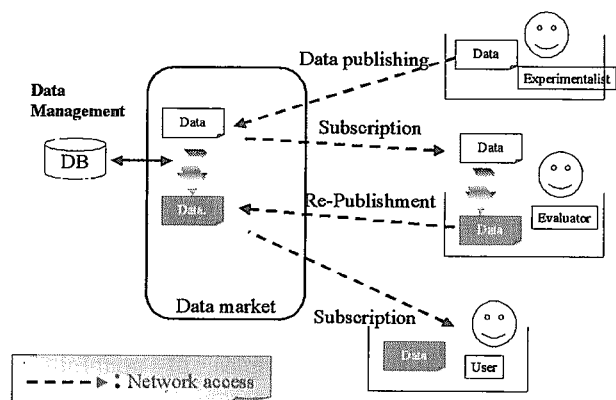 Data
Experimentalist
Data publishing
Data
Management
DB
Data
Subscription
Data
Re-Publishment
Data
Data
Evaluator
Data market
Subscription
Data
User
: Network access